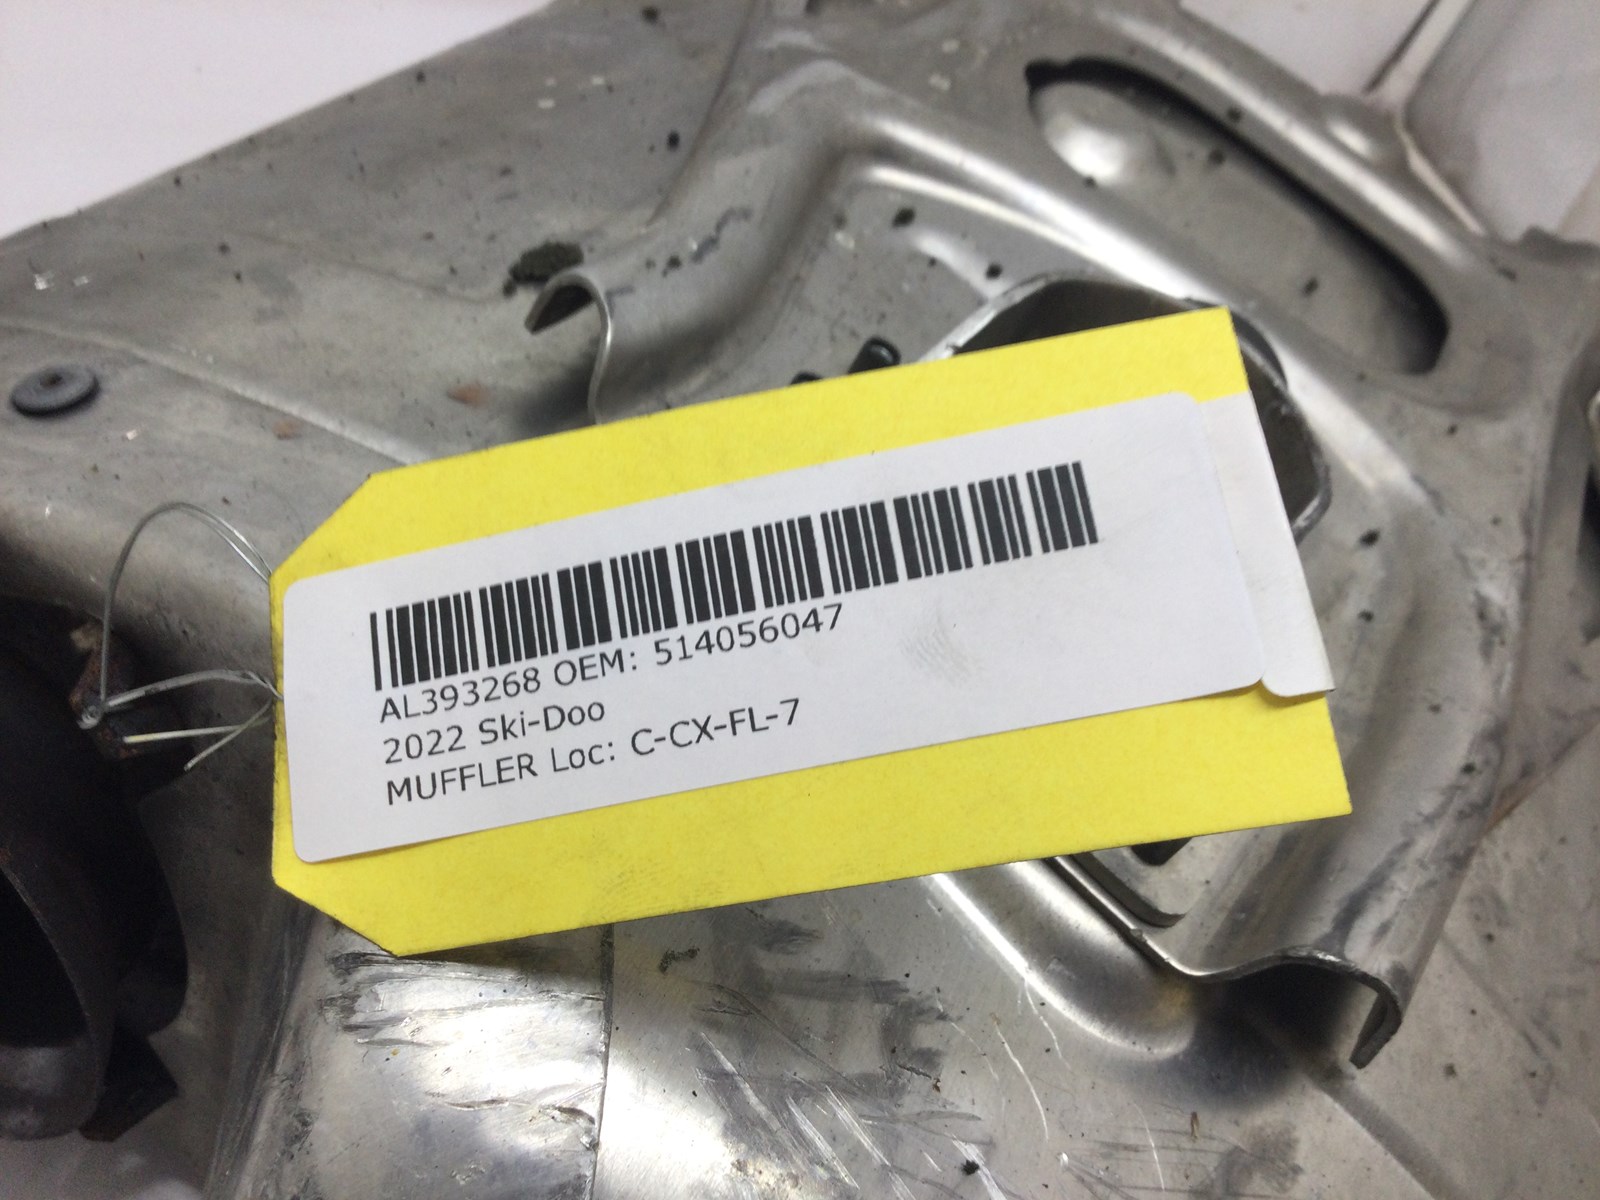 AL393268 OEM: 514056047
2022 Ski-Doo
MUFFLER Loc: C-CX-FL-7